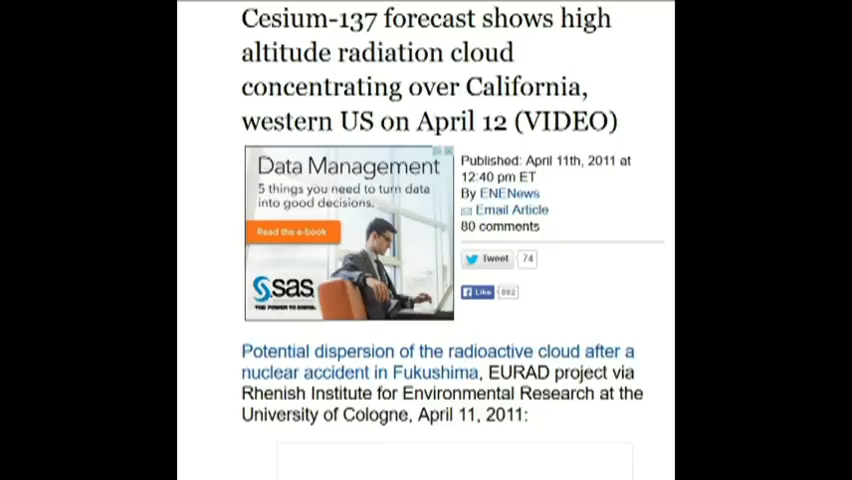 Cesium-137 forecast shows high
altitude radiation cloud
concentrating over California,
western US on April 12 (VIDEO)
Data Management
5 things you need to turn data
into good decisions.
Read the e-book
sas
THE POWER TO KNOW.
Published: April 11th, 2011 at
12:40 pm ET
By ENENews
Email Article
80 comments
Tweet 74
Like 882
Potential dispersion of the radioactive cloud after a
nuclear accident in Fukushima, EURAD project via
Rhenish Institute for Environmental Research at the
University of Cologne, April 11, 2011: